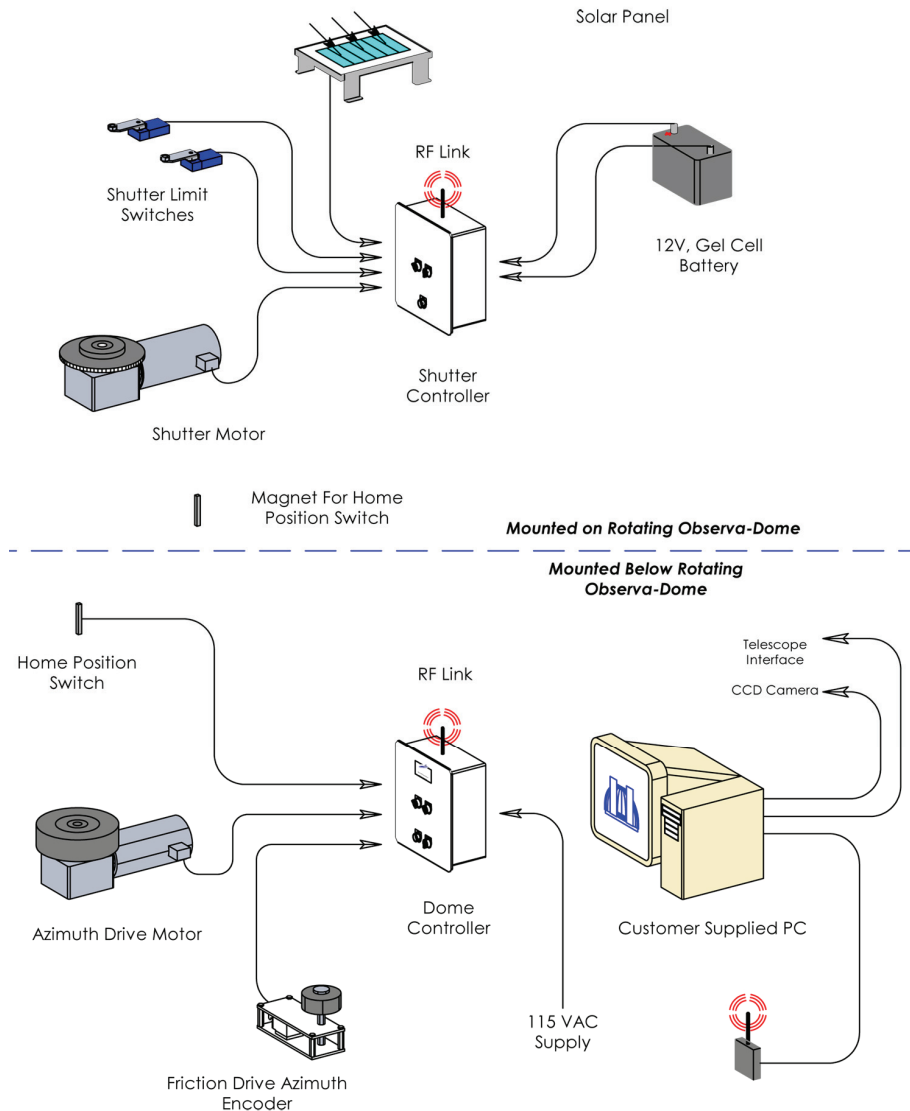 Solar Panel
RF Link
Shutter Limit
Switches
12V, Gel Cell
Battery
Shutter
Controller
Shutter Motor
Magnet For Home
Position Switch
Mounted on Rotating Observa-Dome
Mounted Below Rotating
Observa-Dome
Home Position
Switch
RF Link
Telescope
Interface
CCD Camera
Azimuth Drive Motor
Dome
Controller
Customer Supplied PC
115 VAC
Supply
Friction Drive Azimuth
Encoder